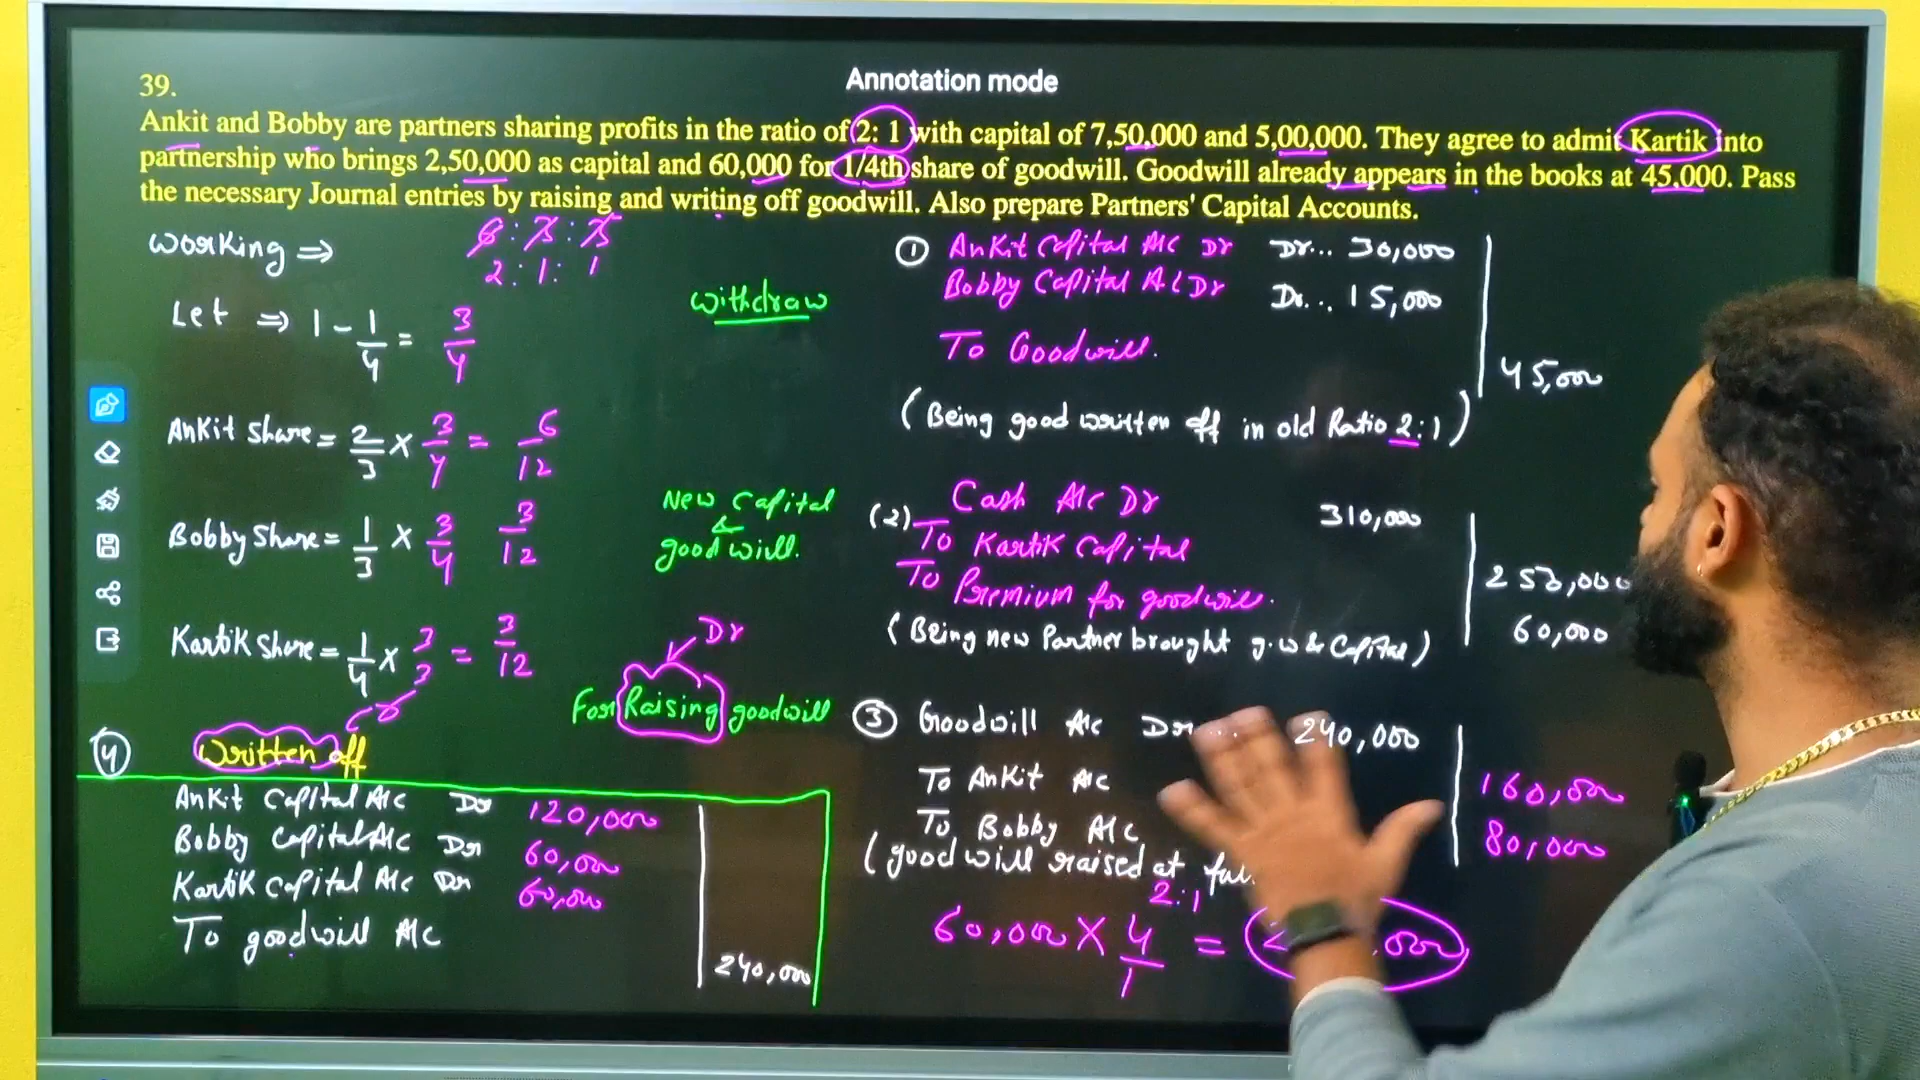 Annotation mode
39.
Ankit and Bobby are partners sharing profits in the ratio of 2: 1 with capital of 7,50,000 and 5,00,000. They agree to admit Kartik into
partnership who brings 2,50,000 as capital and 60,000 for 1/4th share of goodwill. Goodwill already appears in the books at 45,000. Pass
the necessary Journal entries by raising and writing off goodwill. Also prepare Partners' Capital Accounts.
Working ⇒
6 : 3 : 3
2 : 1 : 1
Let ⇒ 1 - 1/4 = 3/4
Ankit Share = 2/3 × 3/4 = 6/12
Bobby Share = 1/3 × 3/4 3/12
Kartik Share = 1/4 × 3/3 = 3/12
withdraw
① Ankit Capital A/c Dr Dr... 30,000
Bobby Capital A/c Dr Dr... 15,000
To Goodwill. 45,000
(Being good written off in old Ratio 2:1)
New Capital
&
goodwill.
(2) Cash A/c Dr 310,000
To Kartik Capital 250,000
To Premium for goodwill. 60,000
(Being new Partner brought g.w & Capital)
Dr
For Raising goodwill
③ Goodwill A/c Dr... 240,000
To Ankit A/c 160,000
To Bobby A/c 80,000
(goodwill raised at
2:1
60,000 × 4/1 =
④ Written off
Ankit Capital A/c Dr 120,000
Bobby Capital A/c Dr 60,000
Kartik Capital A/c Dr 60,000
To goodwill A/c
240,000